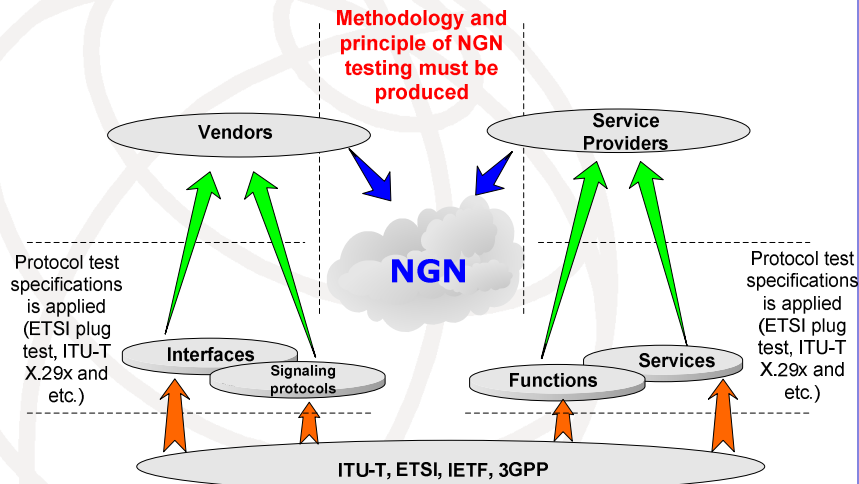 Methodology and
principle of NGN
testing must be
produced
Vendors
Service
Providers
NGN
Protocol test
specifications
is applied
(ETSI plug
test, ITU-T
X.29x and
etc.)
Protocol test
specifications
is applied
(ETSI plug
test, ITU-T
X.29x and
etc.)
Interfaces
Signaling
protocols
Functions
Services
ITU-T, ETSI, IETF, 3GPP